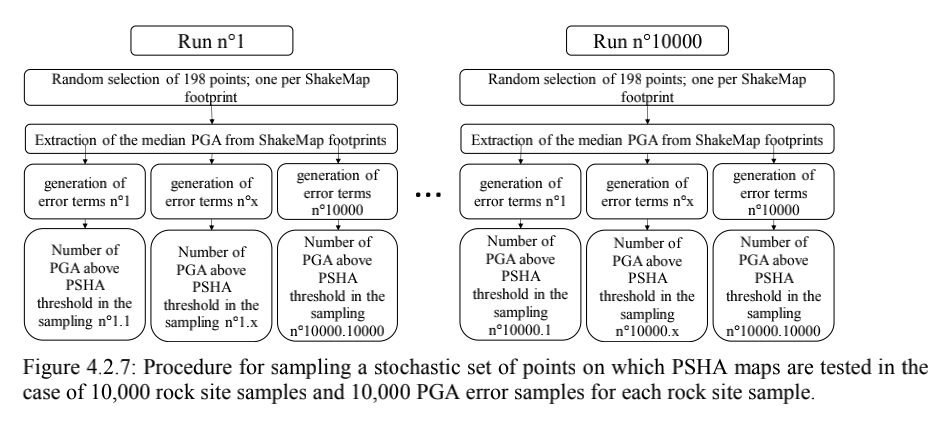 Run n°1
Random selection of 198 points; one per ShakeMap
footprint
Extraction of the median PGA from ShakeMap footprints
generation of
error terms n°1
generation of
error terms n°x
generation of
error terms
n°10000
Number of
PGA above
PSHA
threshold in the
sampling n°1.1
Number of
PGA above
PSHA
threshold in the
sampling n°1.x
Number of
PGA above
PSHA
threshold in the
sampling
n°10000.10000
...
Run n°10000
Random selection of 198 points; one per ShakeMap
footprint
Extraction of the median PGA from ShakeMap footprints
generation of
error terms n°1
generation of
error terms n°x
generation of
error terms
n°10000
Number of
PGA above
PSHA
threshold in the
sampling
n°10000.1
Number of
PGA above
PSHA
threshold in the
sampling
n°10000.x
Number of
PGA above
PSHA
threshold in the
sampling
n°10000.10000
Figure 4.2.7: Procedure for sampling a stochastic set of points on which PSHA maps are tested in the
case of 10,000 rock site samples and 10,000 PGA error samples for each rock site sample.